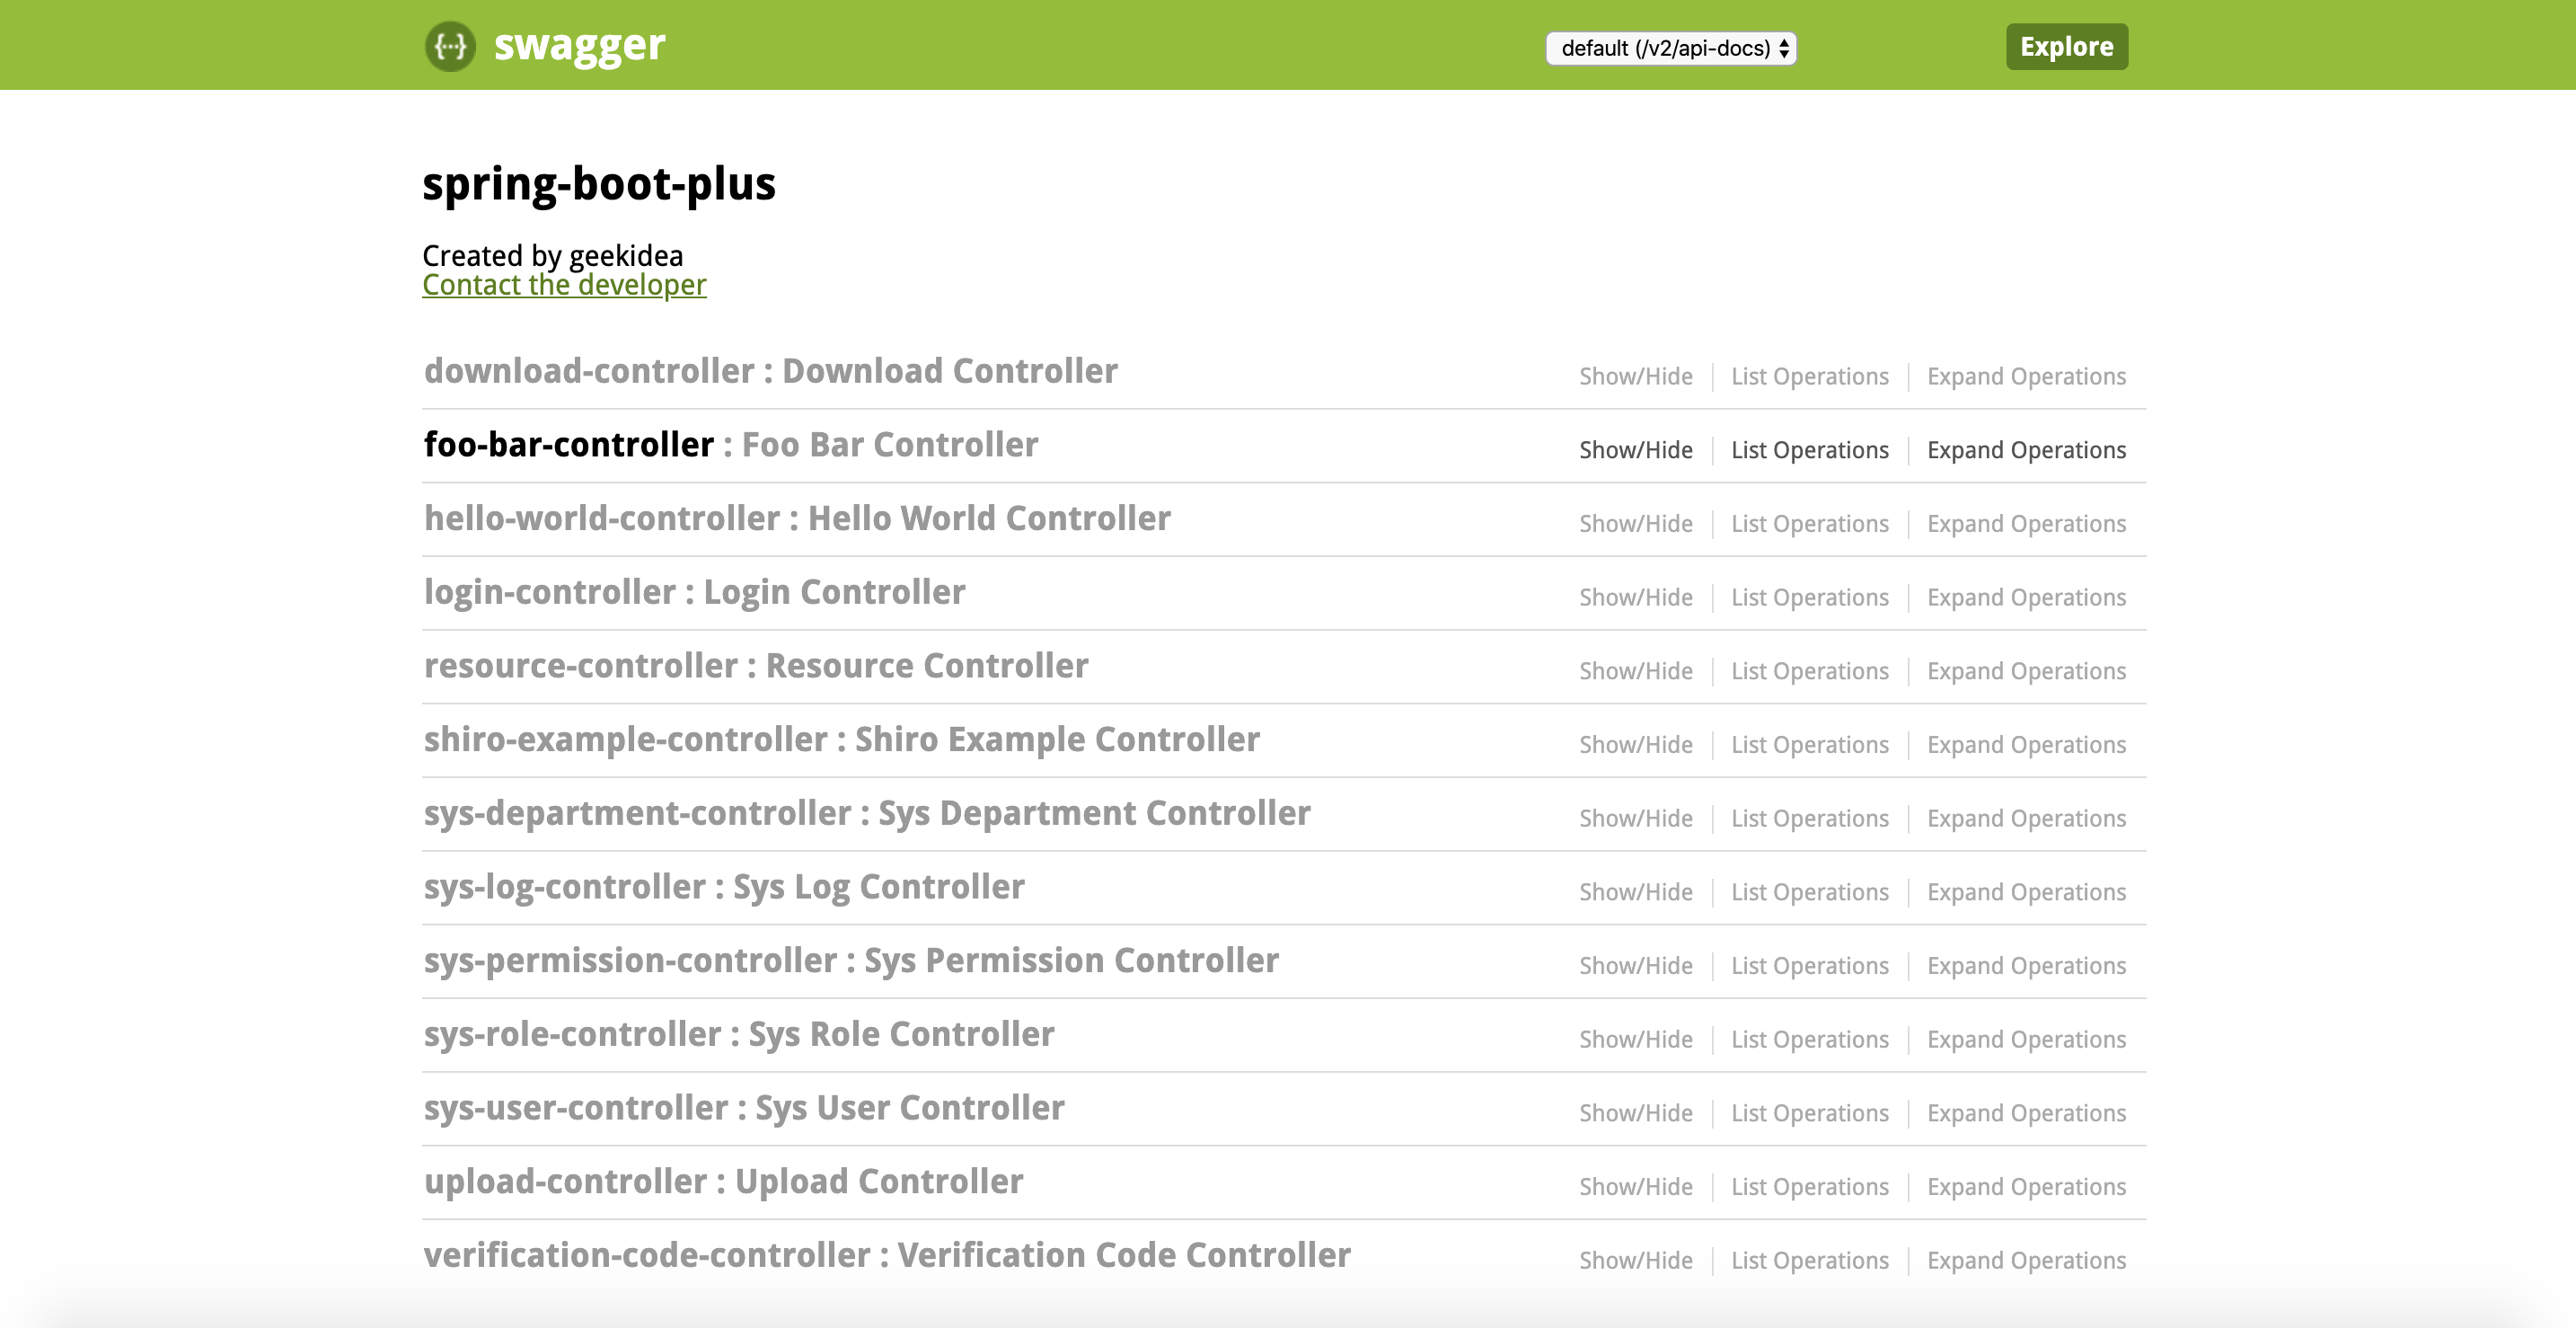 {...} swagger default (/v2/api-docs) Explore
spring-boot-plus
Created by geekidea
Contact the developer
download-controller : Download Controller Show/Hide List Operations Expand Operations
foo-bar-controller : Foo Bar Controller Show/Hide List Operations Expand Operations
hello-world-controller : Hello World Controller Show/Hide List Operations Expand Operations
login-controller : Login Controller Show/Hide List Operations Expand Operations
resource-controller : Resource Controller Show/Hide List Operations Expand Operations
shiro-example-controller : Shiro Example Controller Show/Hide List Operations Expand Operations
sys-department-controller : Sys Department Controller Show/Hide List Operations Expand Operations
sys-log-controller : Sys Log Controller Show/Hide List Operations Expand Operations
sys-permission-controller : Sys Permission Controller Show/Hide List Operations Expand Operations
sys-role-controller : Sys Role Controller Show/Hide List Operations Expand Operations
sys-user-controller : Sys User Controller Show/Hide List Operations Expand Operations
upload-controller : Upload Controller Show/Hide List Operations Expand Operations
verification-code-controller : Verification Code Controller Show/Hide List Operations Expand Operations